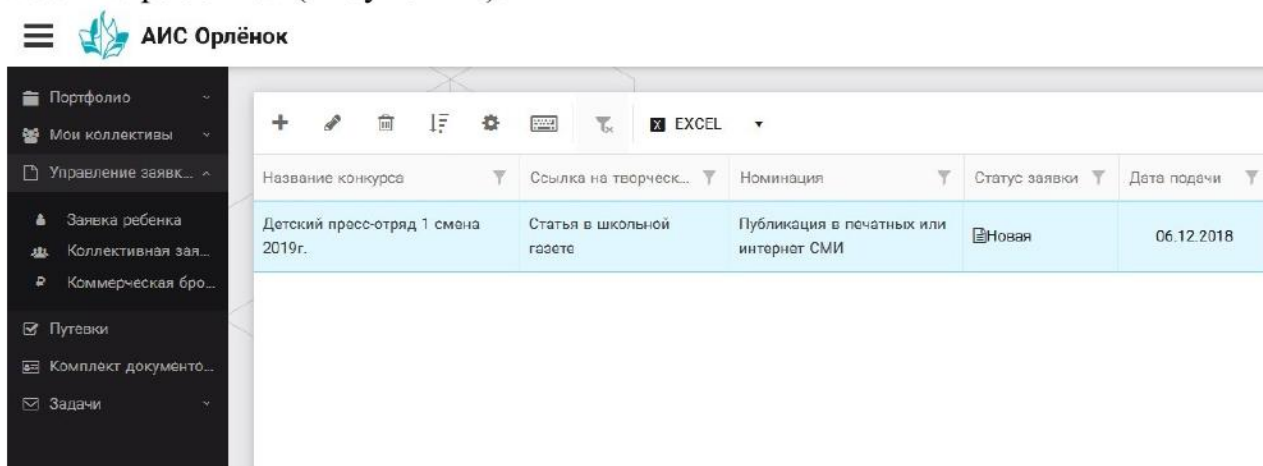 АИС Орлёнок
Портфолио
Мои коллективы
Управление заявк...
Заявка ребенка
Коллективная зая...
Коммерческая бро...
Путевки
Комплект документо...
Задачи
EXCEL
Название конкурса Ссылка на творческ... Номинация Статус заявки Дата подачи
Детский пресс-отряд 1 смена Статья в школьной Публикация в печатных или Новая 06.12.2018
2019г. газете интернет СМИ